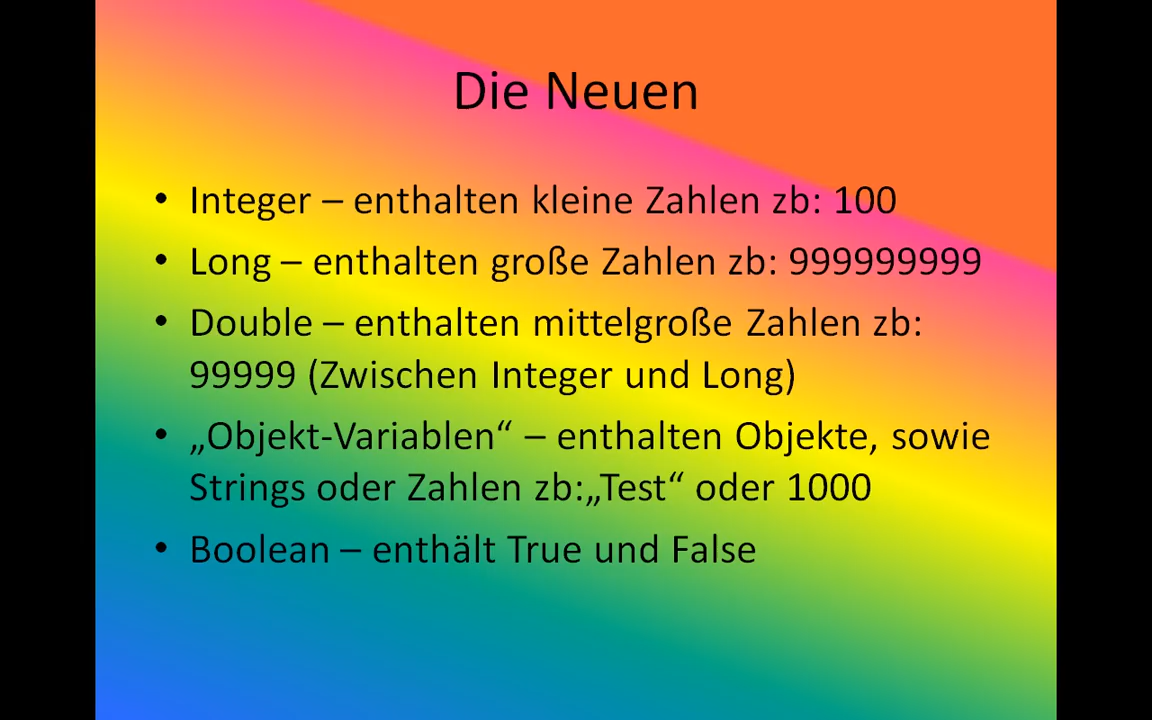 Die Neuen
• Integer – enthalten kleine Zahlen zb: 100
• Long – enthalten große Zahlen zb: 999999999
• Double – enthalten mittelgroße Zahlen zb:
99999 (Zwischen Integer und Long)
• „Objekt-Variablen“ – enthalten Objekte, sowie
Strings oder Zahlen zb:„Test“ oder 1000
• Boolean – enthält True und False